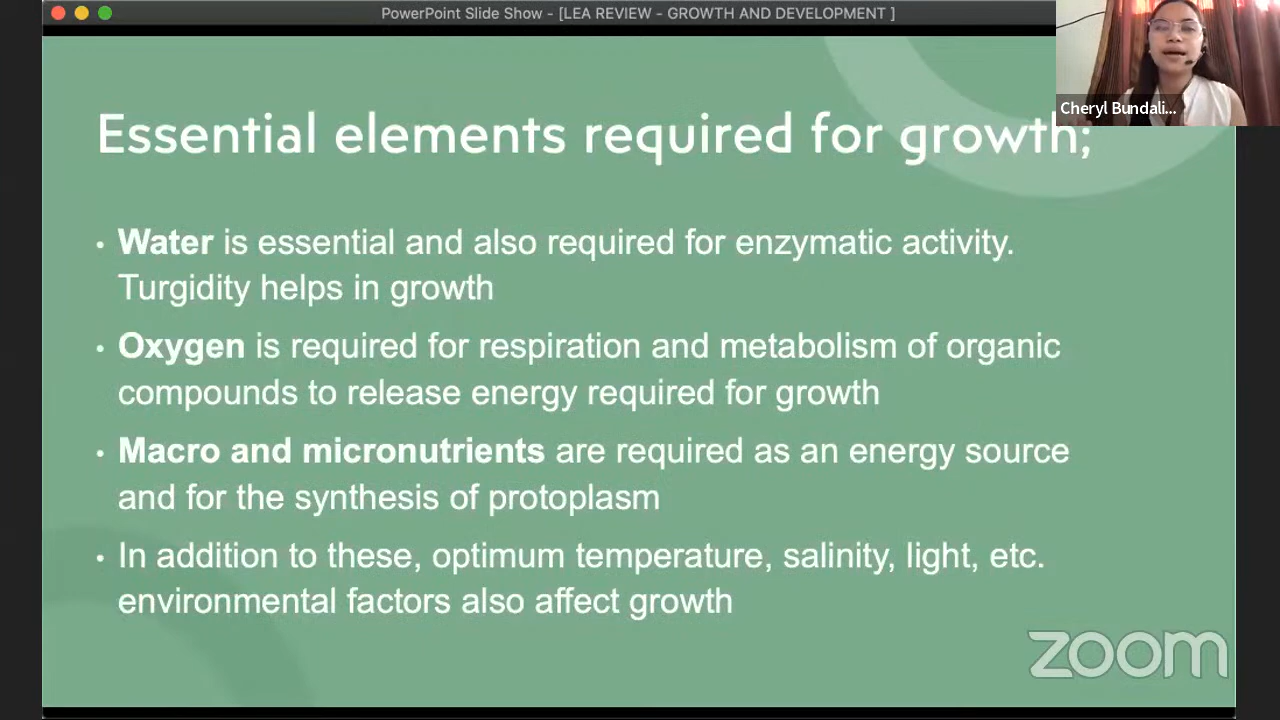 PowerPoint Slide Show - [LEA REVIEW - GROWTH AND DEVELOPMENT ]
Cheryl Bundali...
Essential elements required for growth;
• Water is essential and also required for enzymatic activity.
Turgidity helps in growth
• Oxygen is required for respiration and metabolism of organic
compounds to release energy required for growth
• Macro and micronutrients are required as an energy source
and for the synthesis of protoplasm
• In addition to these, optimum temperature, salinity, light, etc.
environmental factors also affect growth
zoom